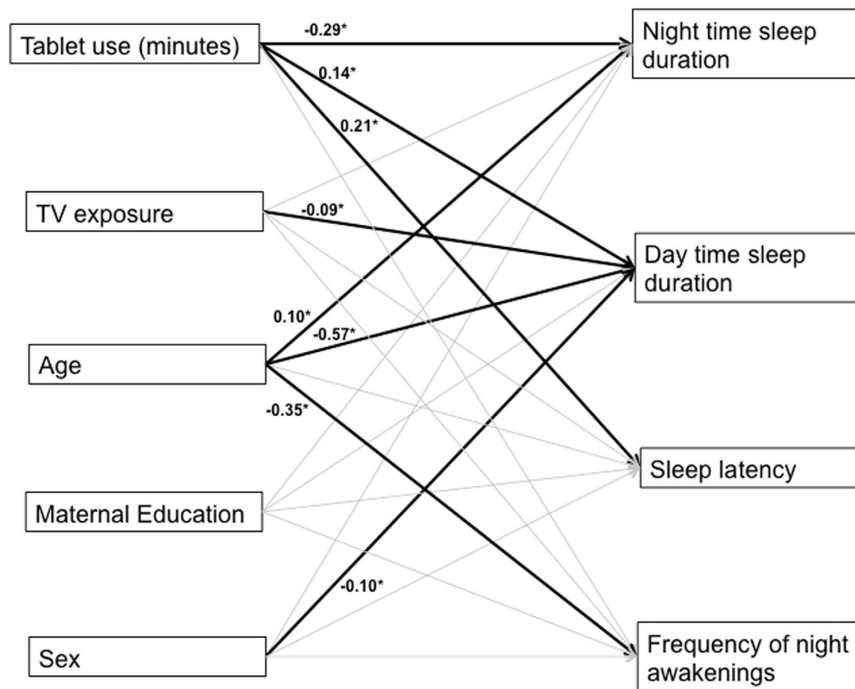 Tablet use (minutes)
-0.29*
Night time sleep
duration
0.14*
0.21*
TV exposure
-0.09*
Day time sleep
duration
0.10*
-0.57*
Age
-0.35*
Sleep latency
Maternal Education
-0.10*
Sex
Frequency of night
awakenings